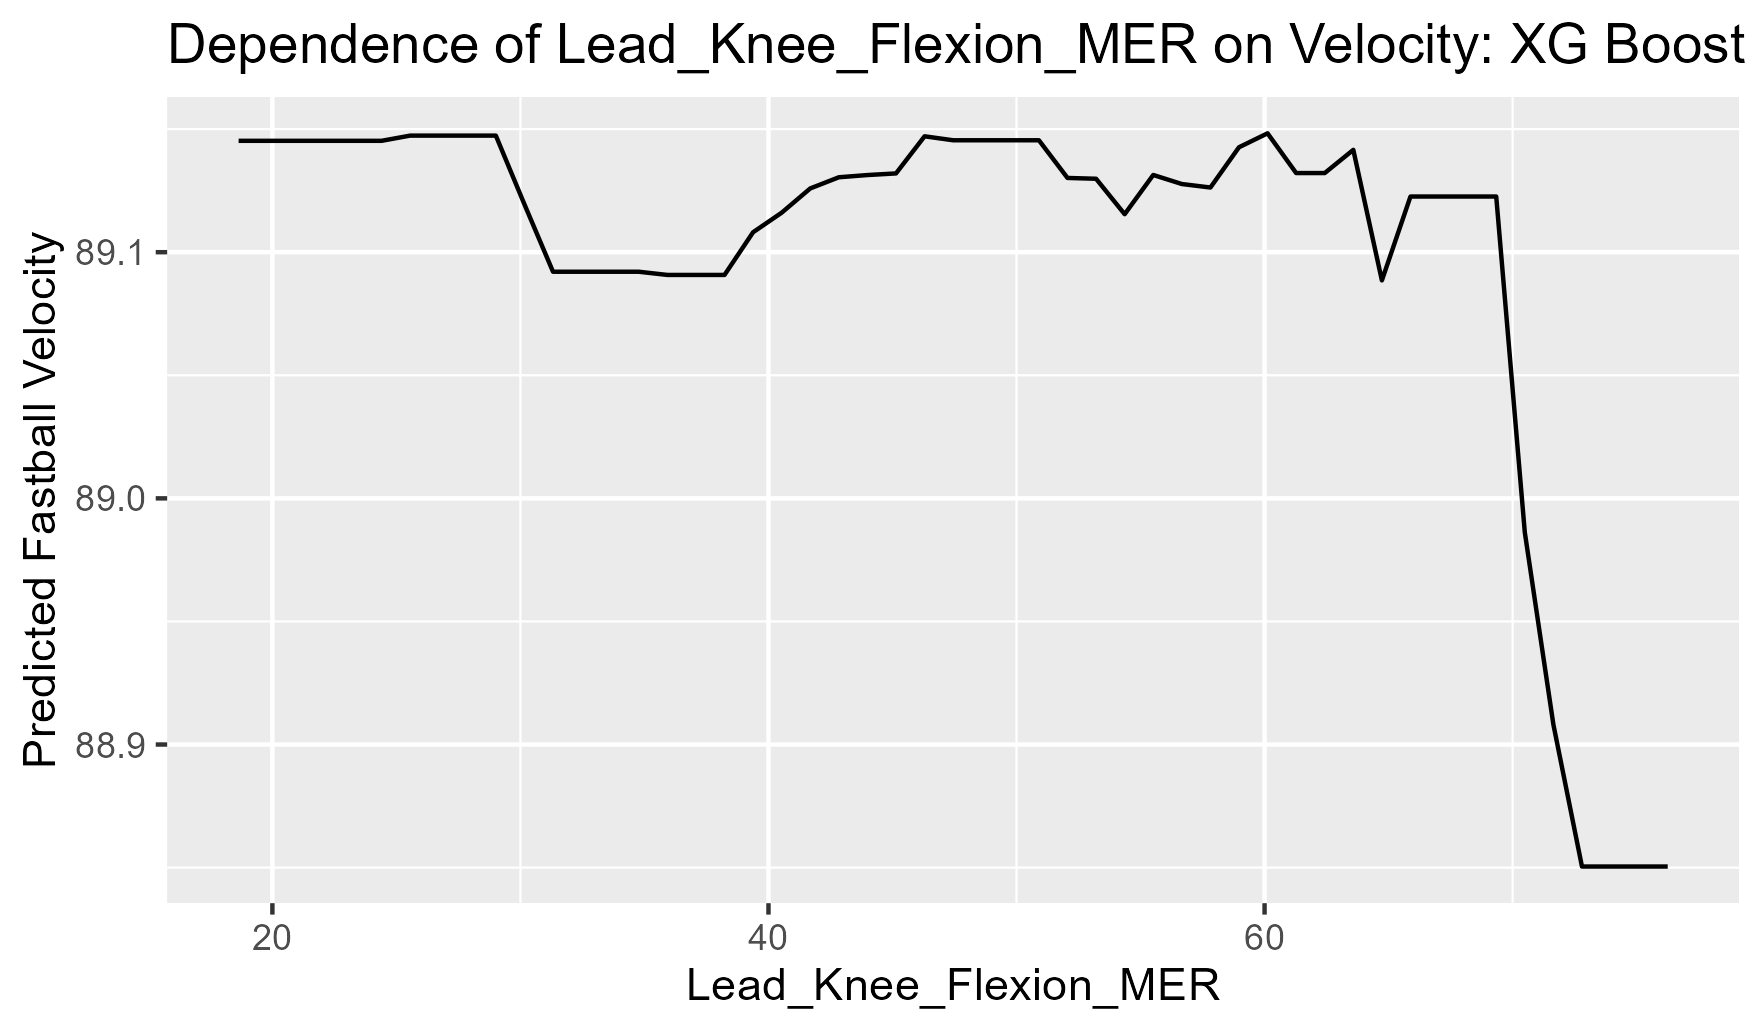 Dependence of Lead_Knee_Flexion_MER on Velocity: XG Boost
Predicted Fastball Velocity
89.1
89.0
88.9
20 40 60
Lead_Knee_Flexion_MER